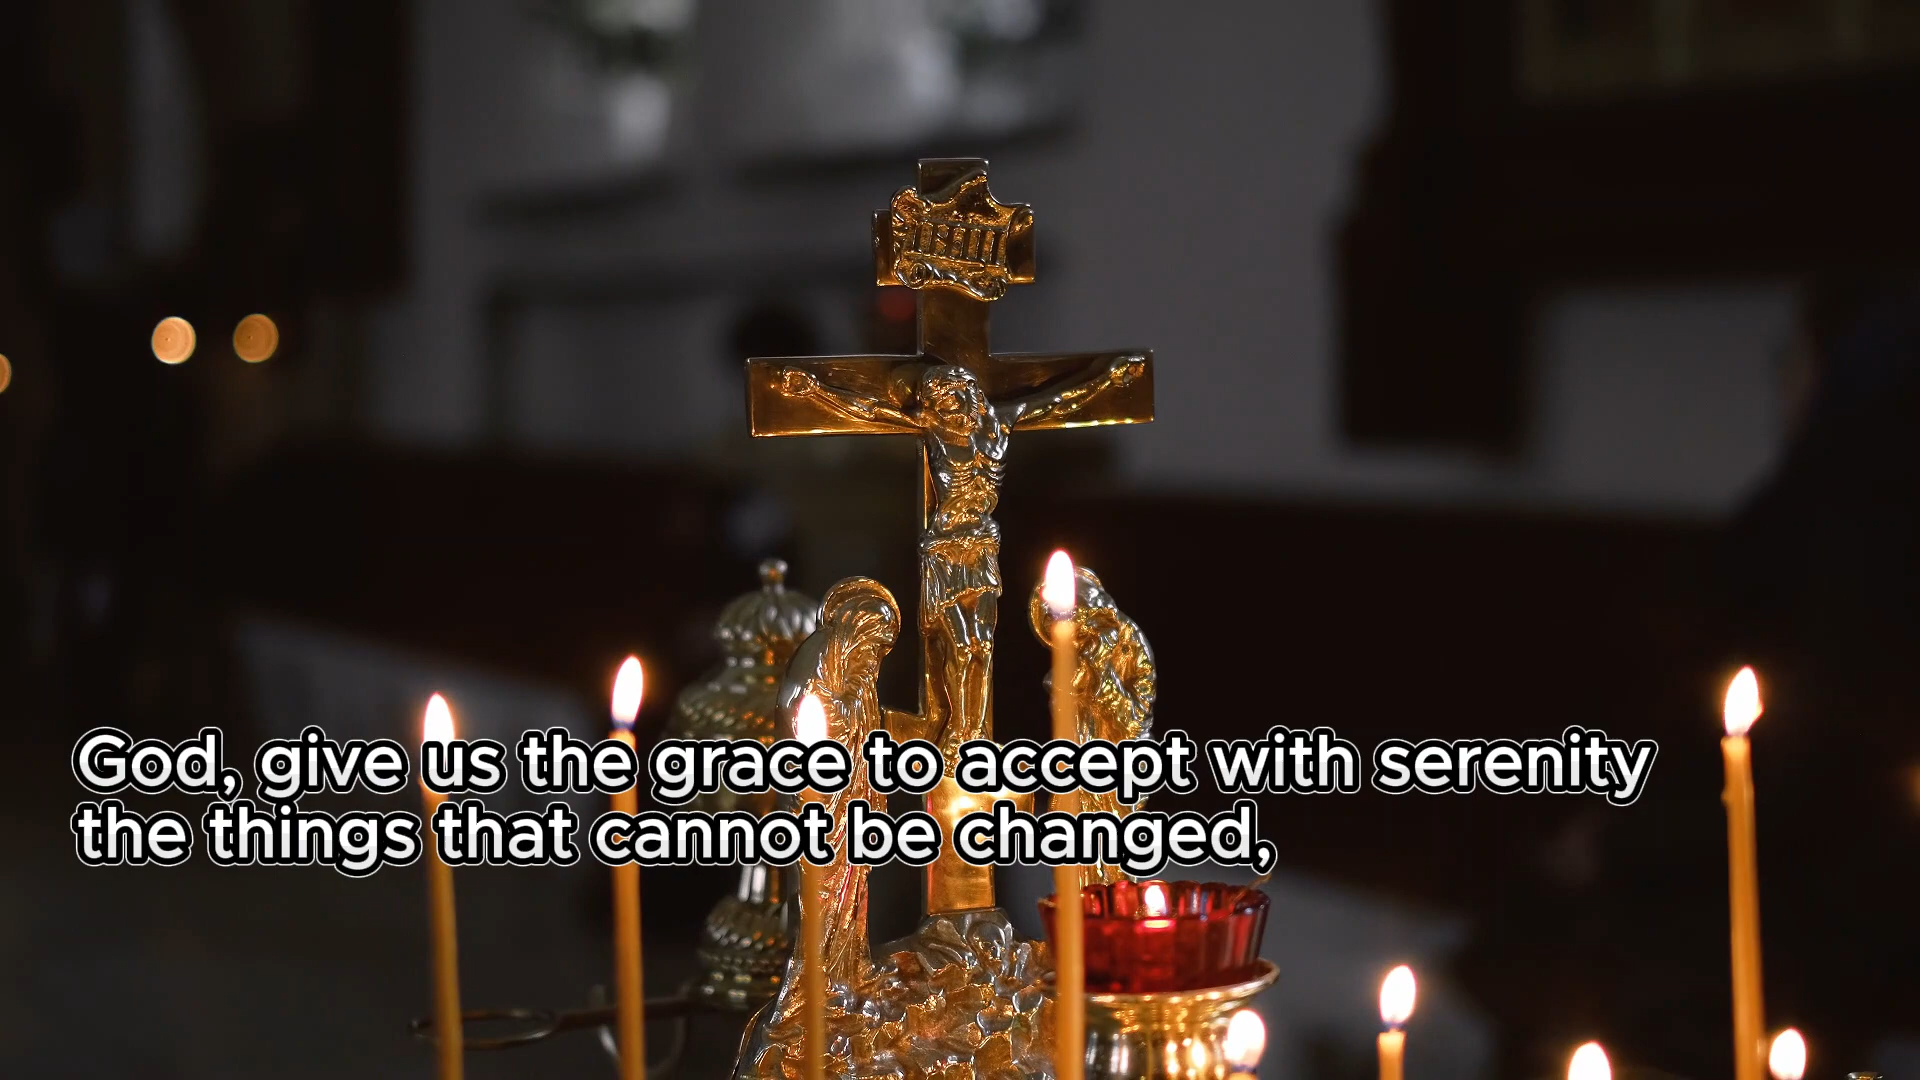 God, give us the grace to accept with serenity
the things that cannot be changed,